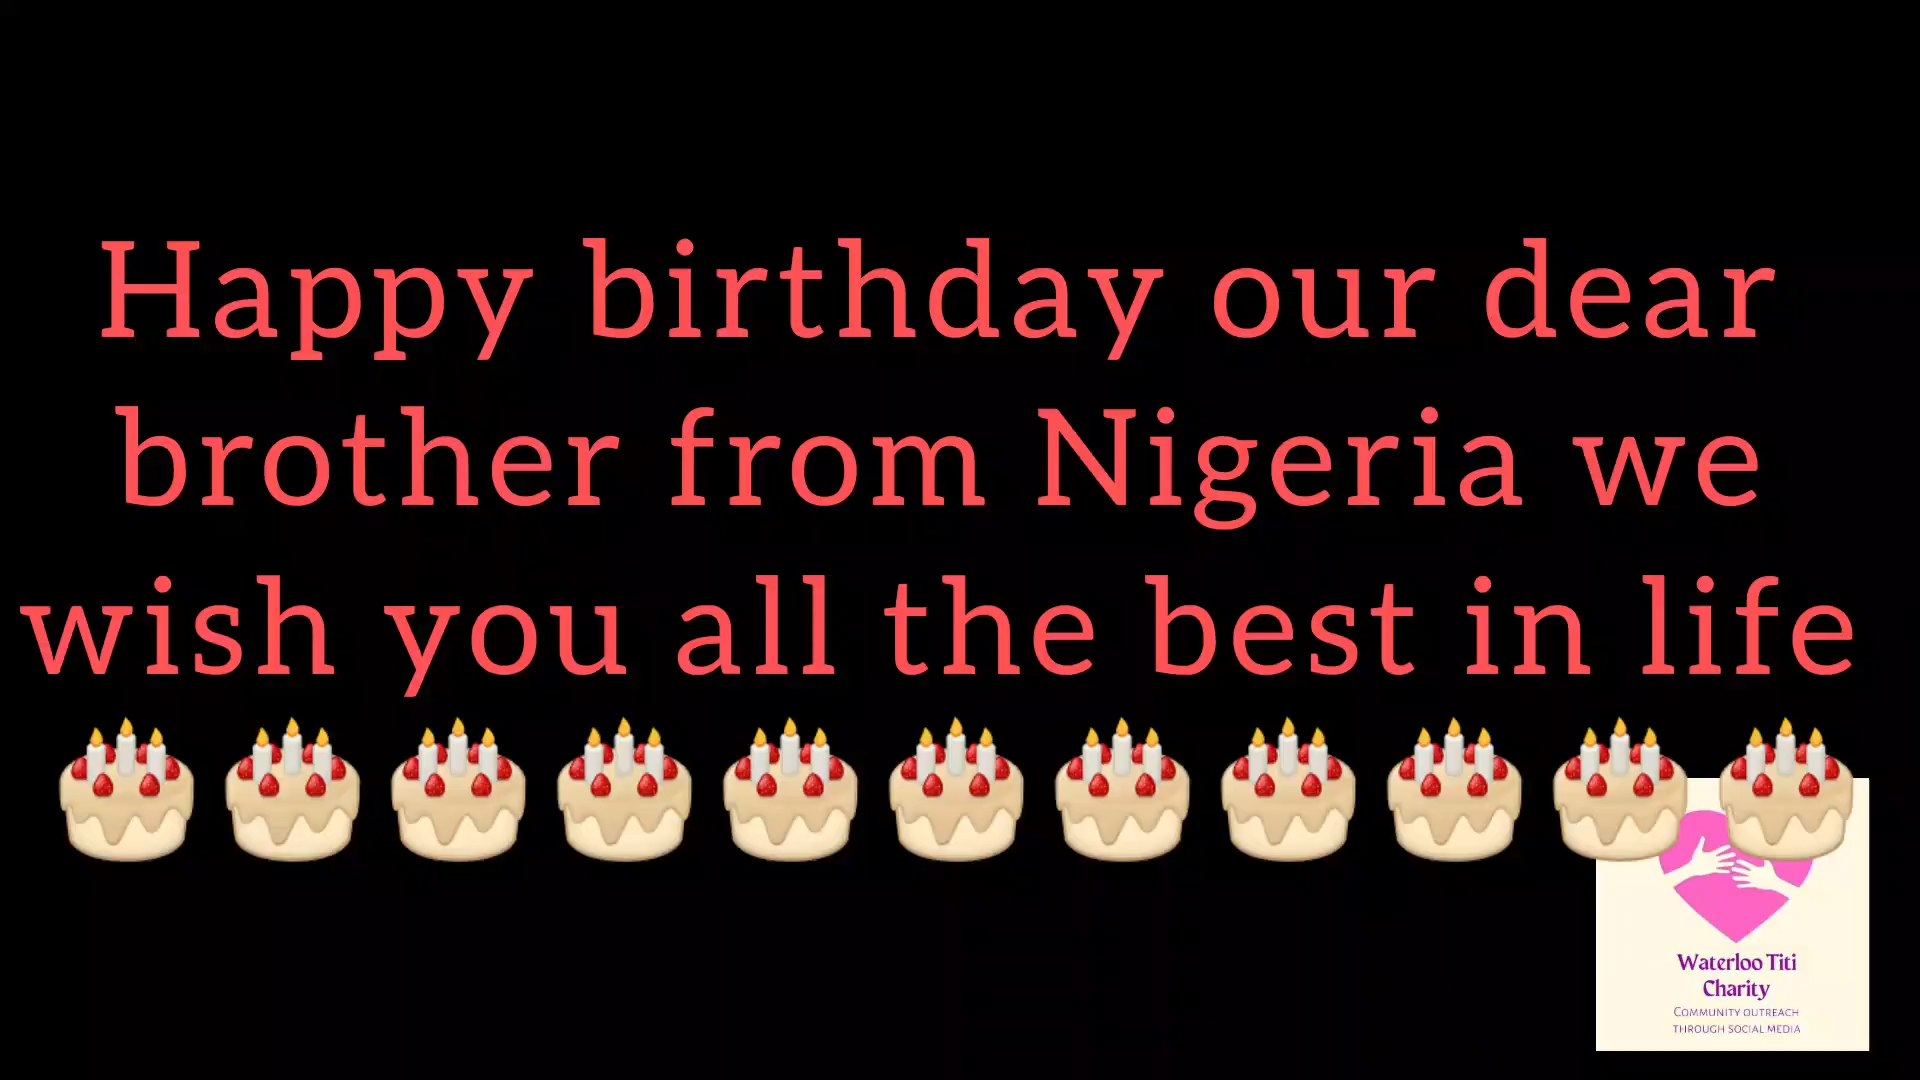 Happy birthday our dear
brother from Nigeria we
wish you all the best in life
🎂🎂🎂🎂🎂🎂🎂🎂🎂🎂🎂
Waterloo Titi
Charity
Community outreach
through social media